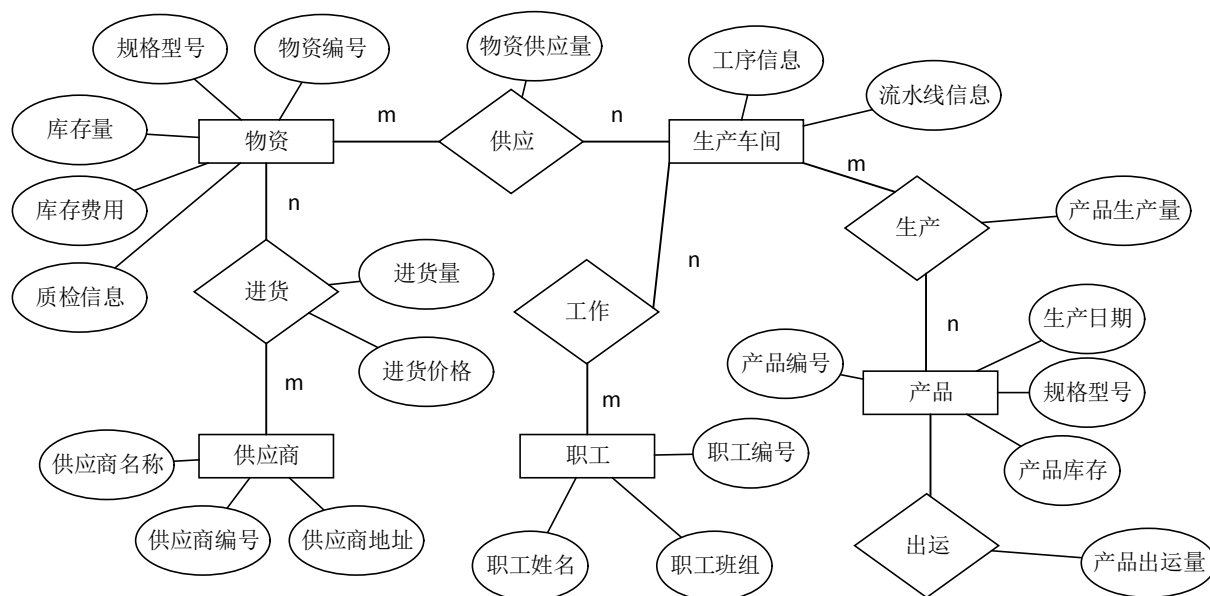 规格型号
物资编号
物资供应量
工序信息
流水线信息
库存量
物资
m
供应
n
生产车间
m
库存费用
n
生产
产品生产量
质检信息
进货
进货量
工作
n
生产日期
进货价格
产品编号
n
产品
规格型号
m
m
供应商名称
供应商
职工
职工编号
产品库存
供应商编号
供应商地址
职工姓名
职工班组
出运
产品出运量